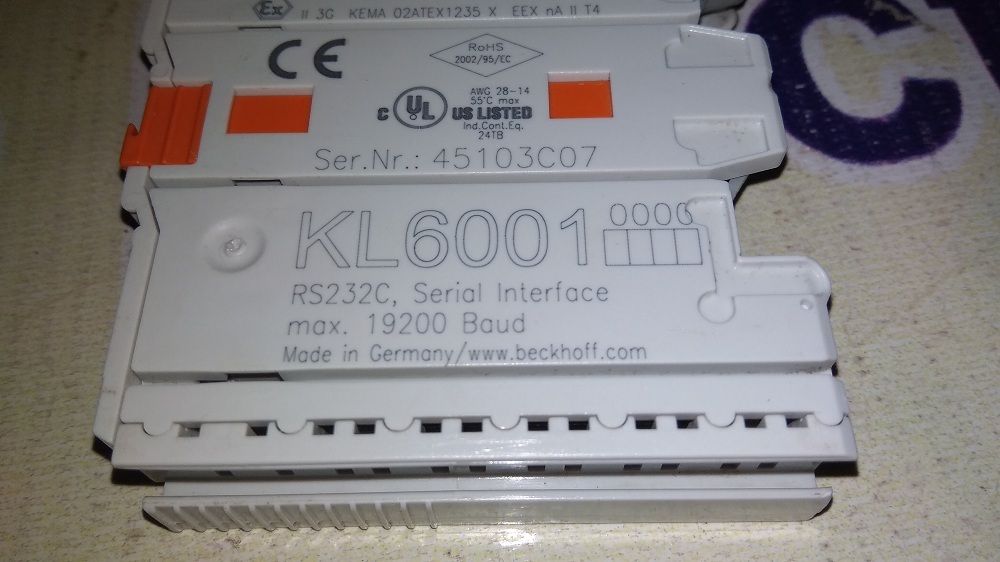 Ex II 3G KEMA 02ATEX1235 X EEX nA II T4
CE
RoHS
2002/95/EC
AWG 28-14
55°C max
C UL US LISTED
Ind.Cont.Eq.
24TB
Ser.Nr.: 45103C07
KL6001
0000
RS232C, Serial Interface
max. 19200 Baud
Made in Germany/www.beckhoff.com